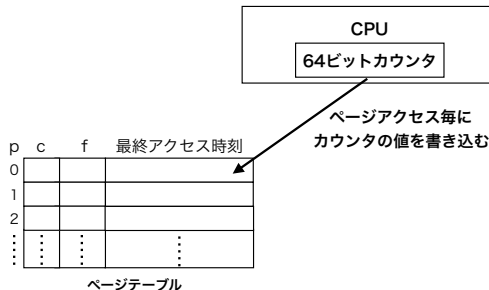 CPU
64ビットカウンタ
ページアクセス毎に
カウンタの値を書き込む
p c f 最終アクセス時刻
0
1
2
ページテーブル